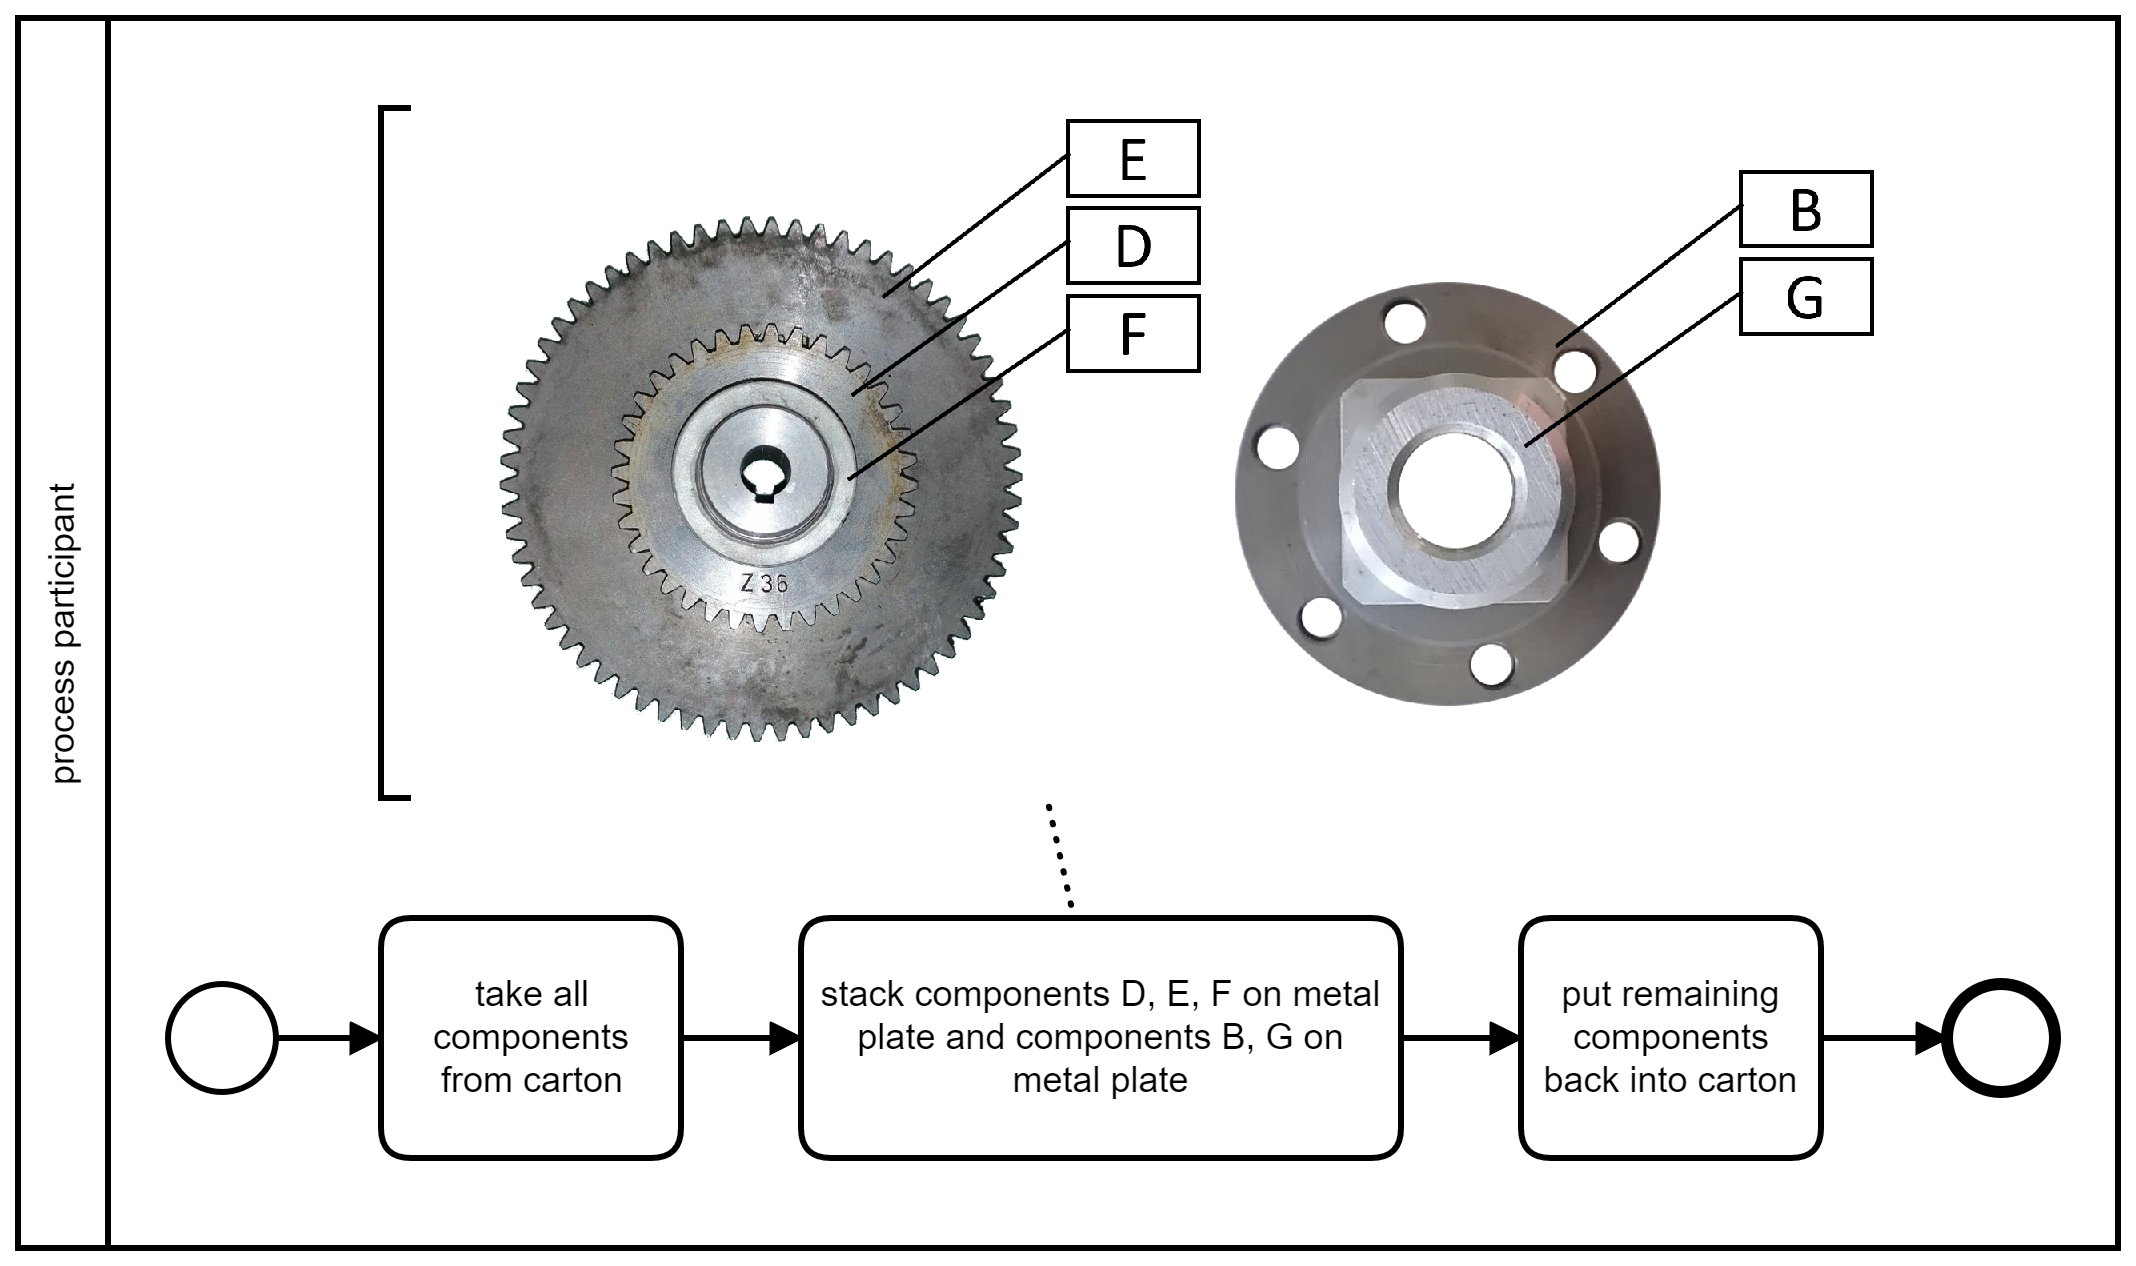 process participant
E
D
F
B
G
Z 36
take all
components
from carton
stack components D, E, F on metal
plate and components B, G on
metal plate
put remaining
components
back into carton